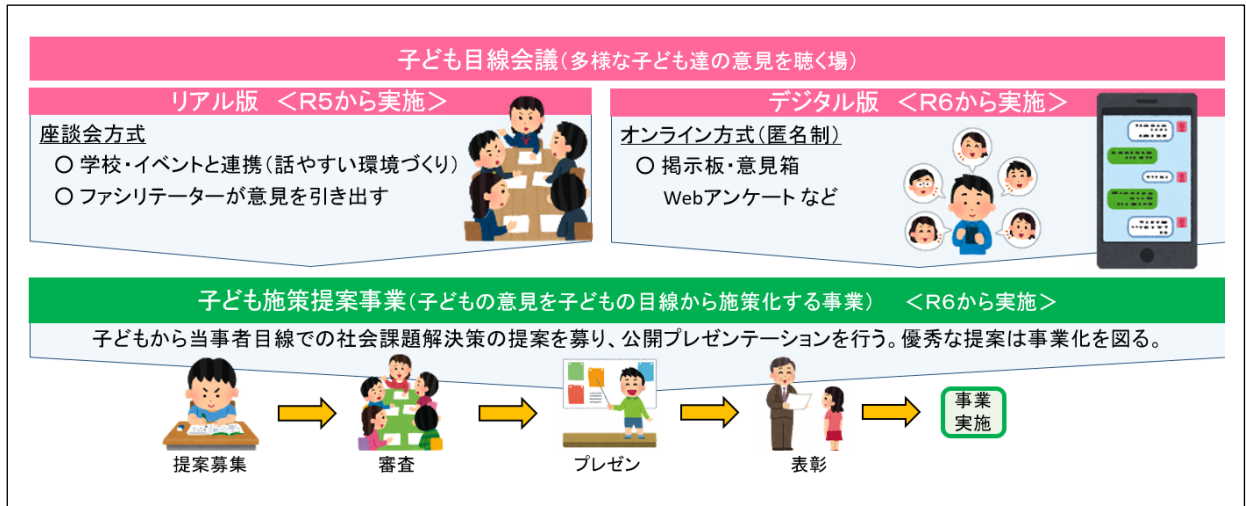 子ども目線会議(多様な子ども達の意見を聴く場)
リアル版 <R5から実施>
座談会方式
○ 学校・イベントと連携(話やすい環境づくり)
○ ファシリテーターが意見を引き出す
デジタル版 <R6から実施>
オンライン方式(匿名制)
○ 掲示板・意見箱
Webアンケート など
子ども施策提案事業(子どもの意見を子どもの目線から施策化する事業) <R6から実施>
子どもから当事者目線での社会課題解決策の提案を募り、公開プレゼンテーションを行う。優秀な提案は事業化を図る。
提案募集
審査
プレゼン
表彰
事業
実施